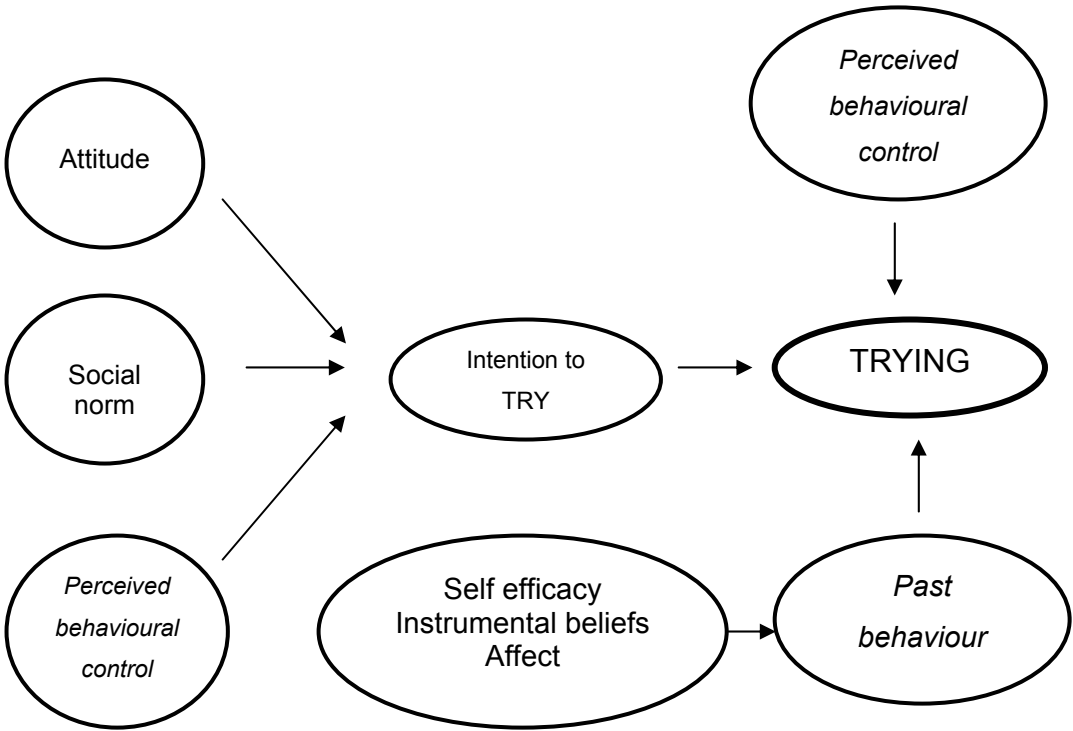 Perceived
behavioural
control
Attitude
Social
norm
Intention to
TRY
TRYING
Perceived
behavioural
control
Self efficacy
Instrumental beliefs
Affect
Past
behaviour